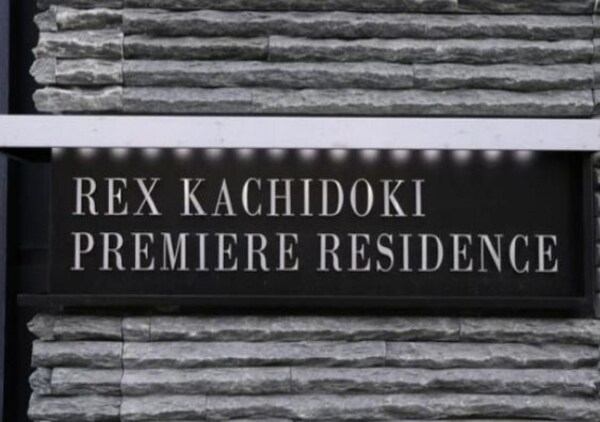 REX KACHIDOKI
PREMIERE RESIDENCE